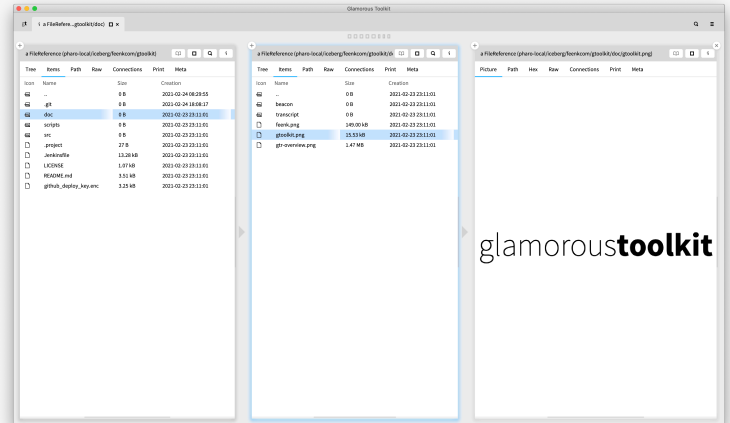 Glamorous Toolkit
a FileReference...gtoolkit/doc)
a FileReference (pharo-local/iceberg/feenkcom/gtoolkit)
Tree Items Path Raw Connections Print Meta
Icon Name Size Creation
.. 0 B 2021-02-24 08:29:55
.git 0 B 2021-02-24 18:08:17
doc 0 B 2021-02-23 23:11:01
scripts 0 B 2021-02-23 23:11:01
src 0 B 2021-02-23 23:11:01
.project 27 B 2021-02-23 23:11:01
Jenkinsfile 13.28 kB 2021-02-23 23:11:01
LICENSE 1.07 kB 2021-02-23 23:11:01
README.md 3.51 kB 2021-02-23 23:11:01
github_deploy_key.enc 3.25 kB 2021-02-23 23:11:01
a FileReference (pharo-local/iceberg/feenkcom/gtoolkit/do
Tree Items Path Raw Connections Print Meta
Icon Name Size Creation
.. 0 B 2021-02-23 23:11:01
beacon 0 B 2021-02-23 23:11:01
transcript 0 B 2021-02-23 23:11:01
feenk.png 149.00 kB 2021-02-23 23:11:01
gtoolkit.png 15.53 kB 2021-02-23 23:11:01
gtr-overview.png 1.47 MB 2021-02-23 23:11:01
a FileReference (pharo-local/iceberg/feenkcom/gtoolkit/doc/gtoolkit.png)
Picture Path Hex Raw Connections Print Meta
glamoroustoolkit